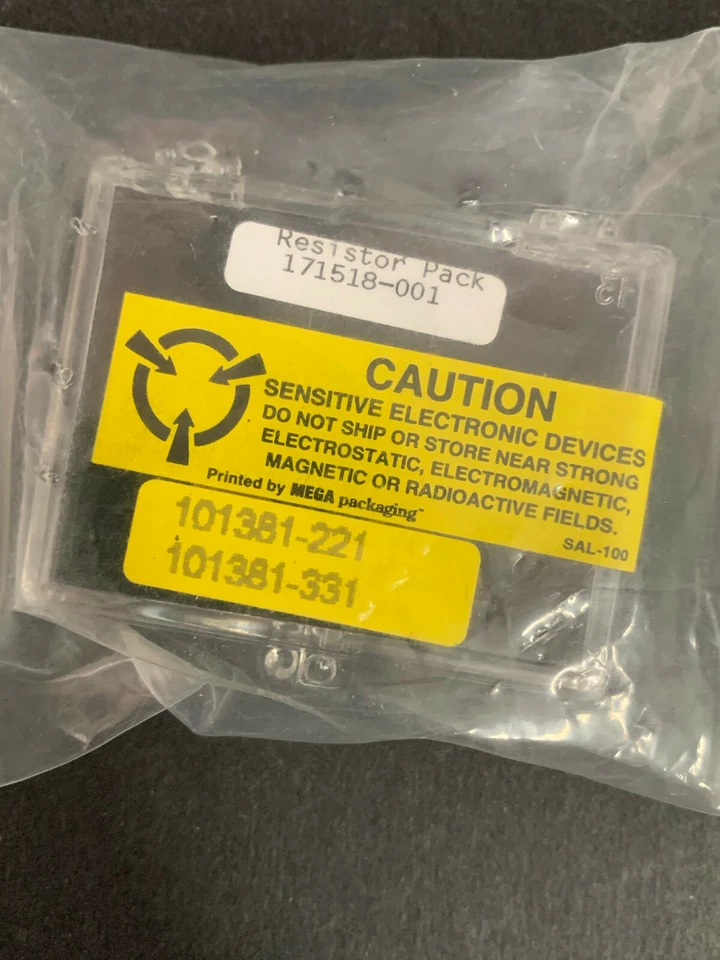 Resistor Pack
171518-001
CAUTION
SENSITIVE ELECTRONIC DEVICES
DO NOT SHIP OR STORE NEAR STRONG
ELECTROSTATIC, ELECTROMAGNETIC,
MAGNETIC OR RADIOACTIVE FIELDS.
Printed by MEGA packaging™
SAL-100
101381-221
101381-331